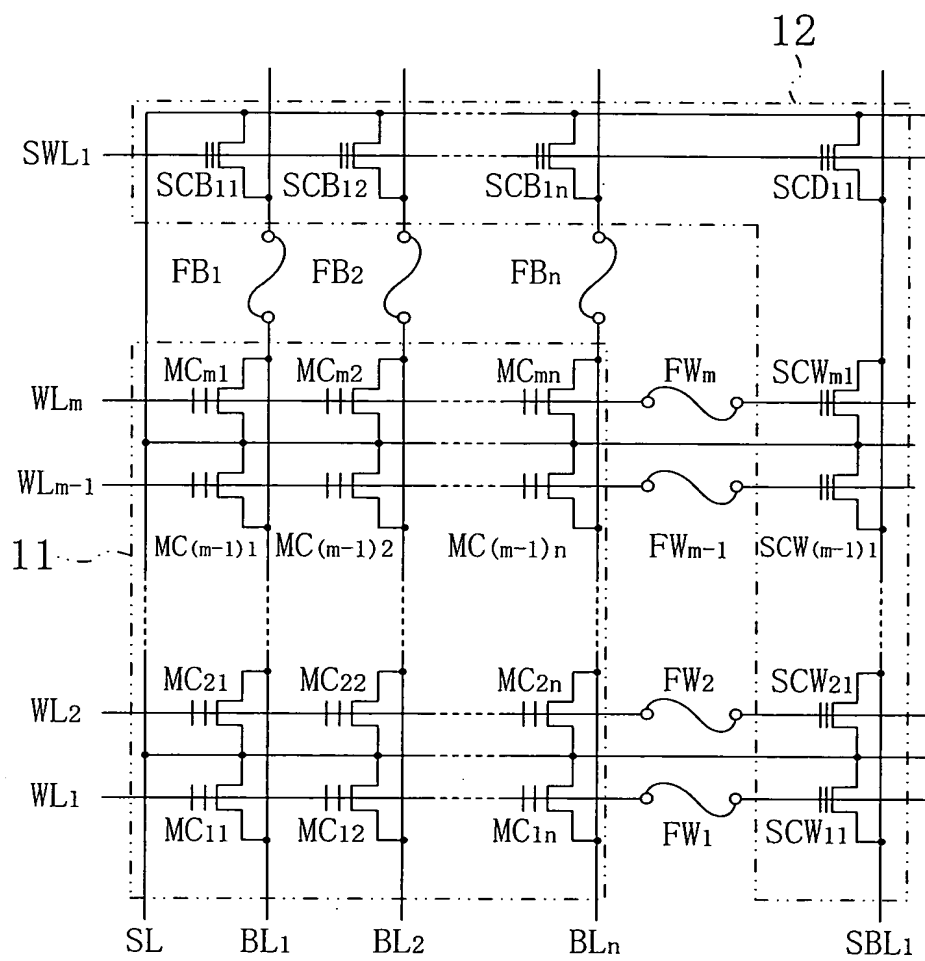 12
SWL1
SCB11 SCB12 SCB1n SCD11
FB1 FB2 FBn
MCm1 MCm2 MCmn FWm SCWm1
WLm
WLm-1
11 MC(m-1)1 MC(m-1)2 MC(m-1)n FWm-1 SCW(m-1)1
MC21 MC22 MC2n FW2 SCW21
WL2
WL1
MC11 MC12 MC1n FW1 SCW11
SL BL1 BL2 BLn SBL1